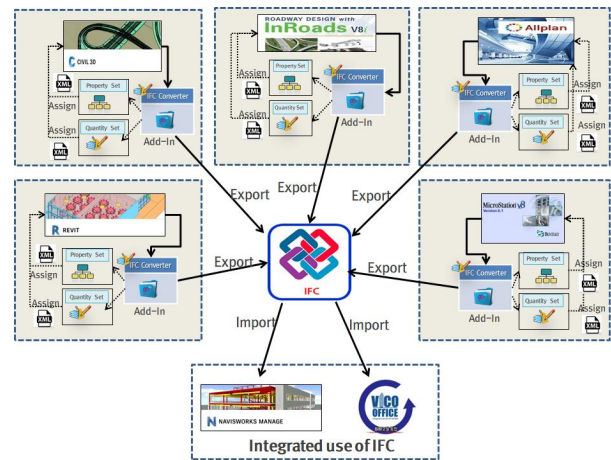 C CIVIL 3D
XML
Assign
Assign
XML
Property Set
Quantity Set
IFC Converter
Add-In
ROADWAY DESIGN with
InRoads V8i
XML
Assign
Assign
XML
Property Set
Quantity Set
IFC Converter
Add-In
Allplan
IFC Converter
Add-In
Property Set
Quantity Set
XML
Assign
Assign
XML
Export
Export
Export
R REVIT
XML
Assign
Assign
XML
Property Set
Quantity Set
IFC Converter
Add-In
Export
IFC
Export
MicroStation V8
BENTLEY
IFC Converter
Add-In
Property Set
Quantity Set
XML
Assign
Assign
XML
Import
Import
N NAVISWORKS MANAGE
VICO
OFFICE
Integrated use of IFC